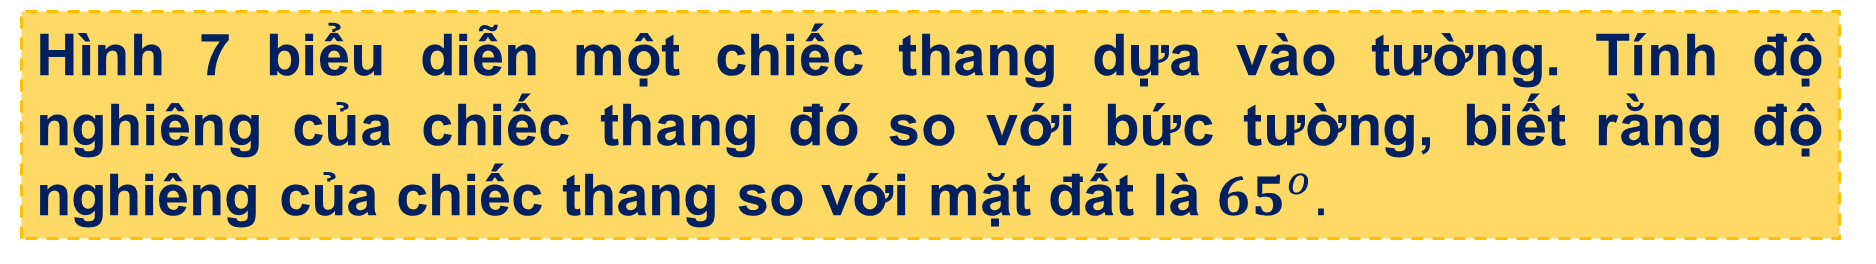 Hình 7 biểu diễn một chiếc thang dựa vào tường. Tính độ
nghiêng của chiếc thang đó so với bức tường, biết rằng độ
nghiêng của chiếc thang so với mặt đất là 65⁰.